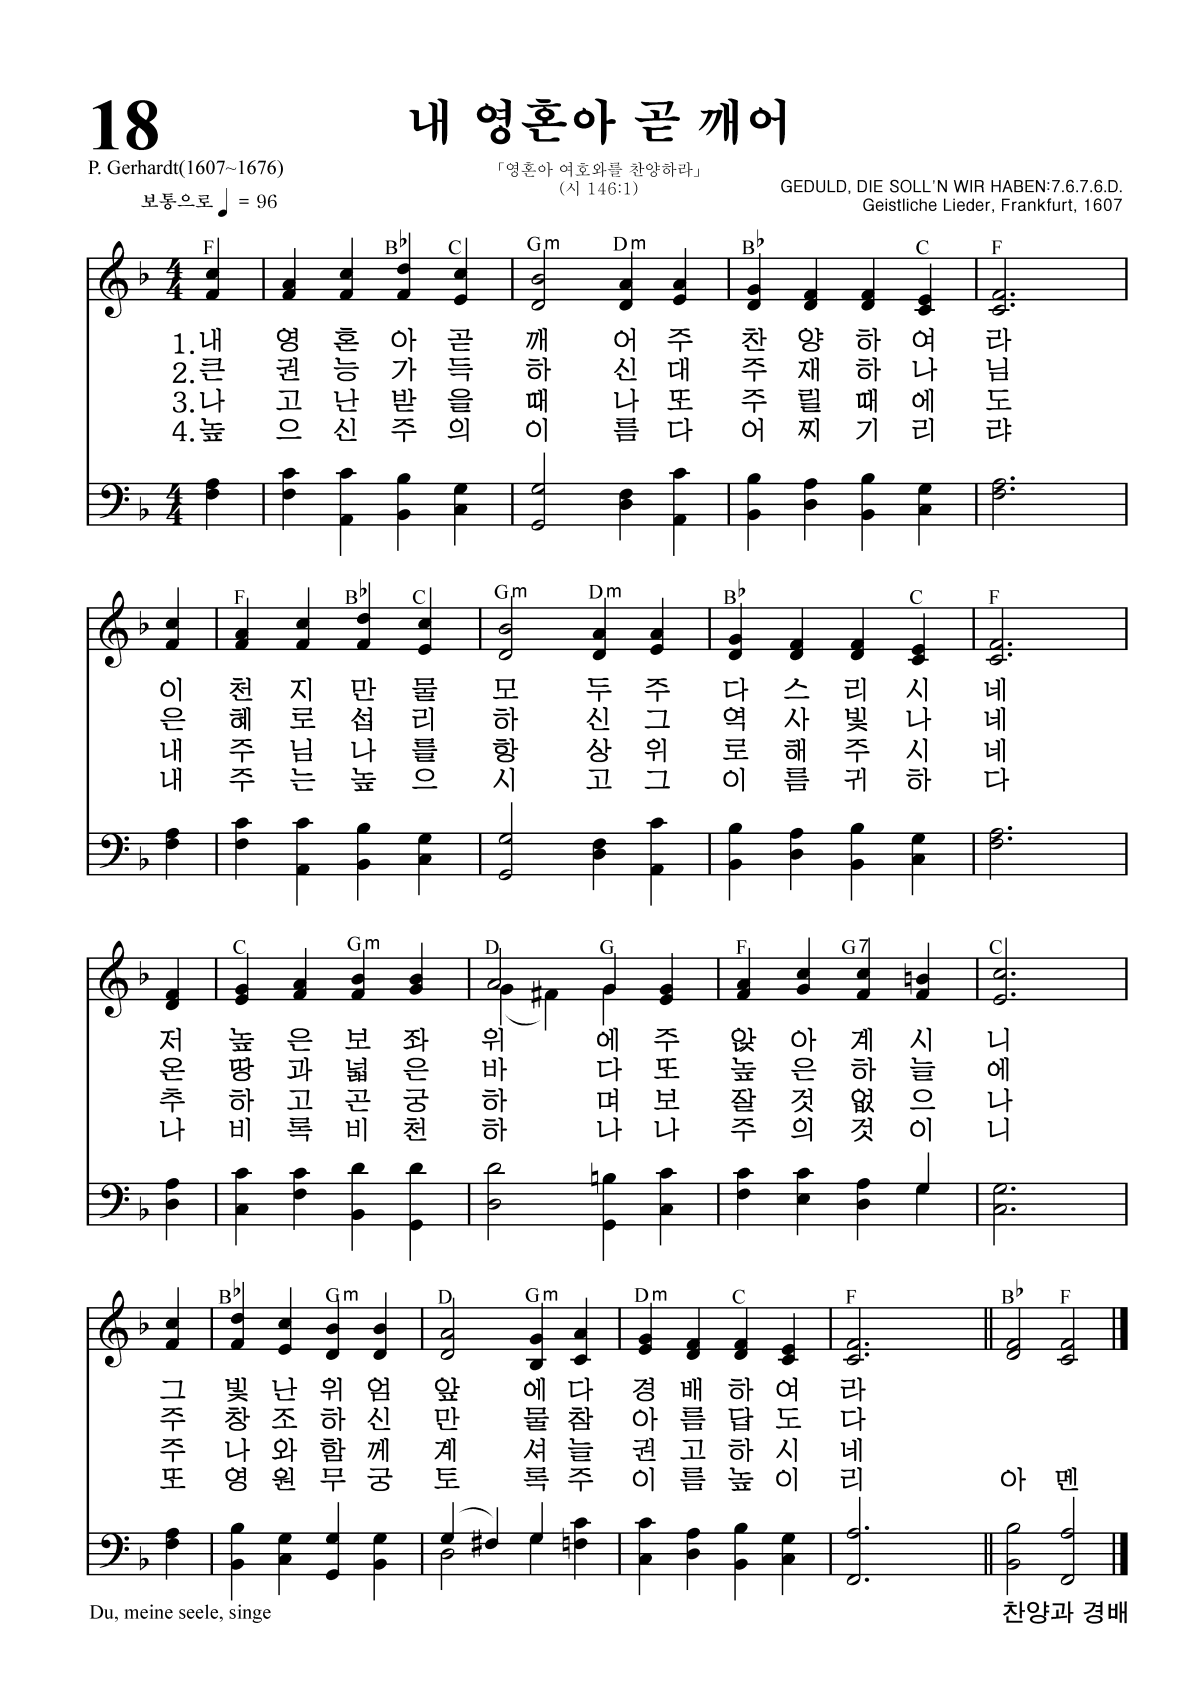 18
내 영혼아 곧 깨어
P. Gerhardt(1607~1676)
「영혼아 여호와를 찬양하라」
(시 146:1)
보통으로 ♩ = 96
GEDULD, DIE SOLL'N WIR HABEN:7.6.7.6.D.
Geistliche Lieder, Frankfurt, 1607
F B♭ C Gm Dm B♭ C F
1.내 영 혼 아 곧 깨 어 주 찬 양 하 여 라
2.큰 권 능 가 득 하 신 대 주 재 하 나 님
3.나 고 난 받 을 때 나 또 주 릴 때 에 도
4.높 으 신 주 의 이 름 다 어 찌 기 리 랴
F B♭ C Gm Dm B♭ C F
이 천 지 만 물 모 두 주 다 스 리 시 네
은 혜 로 섭 리 하 신 그 역 사 빛 나 네
내 주 님 나 를 항 상 위 로 해 주 시 네
내 주 는 높 으 시 고 그 이 름 귀 하 다
C Gm D G F G7 C
저 높 은 보 좌 위 에 주 앉 아 계 시 니
온 땅 과 넓 은 바 다 또 높 은 하 늘 에
추 하 고 곤 궁 하 며 보 잘 것 없 으 나
나 비 록 비 천 하 나 나 주 의 것 이 니
B♭ Gm D Gm Dm C F B♭ F
그 빛 난 위 엄 앞 에 다 경 배 하 여 라
주 창 조 하 신 만 물 참 아 름 답 도 다
주 나 와 함 께 계 셔 늘 권 고 하 시 네
또 영 원 무 궁 토 록 주 이 름 높 이 리 아 멘
Du, meine seele, singe
찬양과 경배